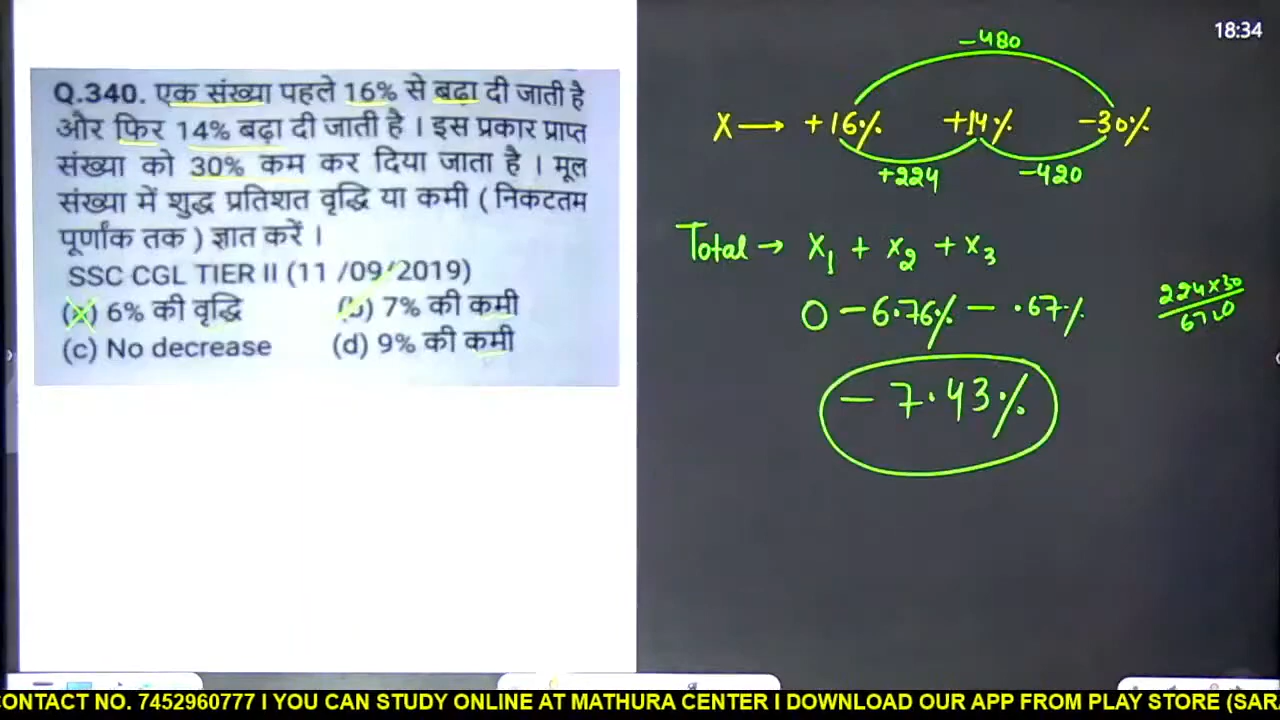 18:34
Q.340. एक संख्या पहले 16% से बढ़ा दी जाती है
और फिर 14% बढ़ा दी जाती है । इस प्रकार प्राप्त
संख्या को 30% कम कर दिया जाता है । मूल
संख्या में शुद्ध प्रतिशत वृद्धि या कमी ( निकटतम
पूर्णांक तक ) ज्ञात करें ।
SSC CGL TIER II (11 /09/2019)
(a) 6% की वृद्धि (b) 7% की कमी
(c) No decrease (d) 9% की कमी
-480
X → +16% +14% -30%
+224 -420
Total → x1 + x2 + x3
0 - 6.76% - .67%
224×30
6720
- 7.43%
CONTACT NO. 7452960777 I YOU CAN STUDY ONLINE AT MATHURA CENTER I DOWNLOAD OUR APP FROM PLAY STORE (SAR